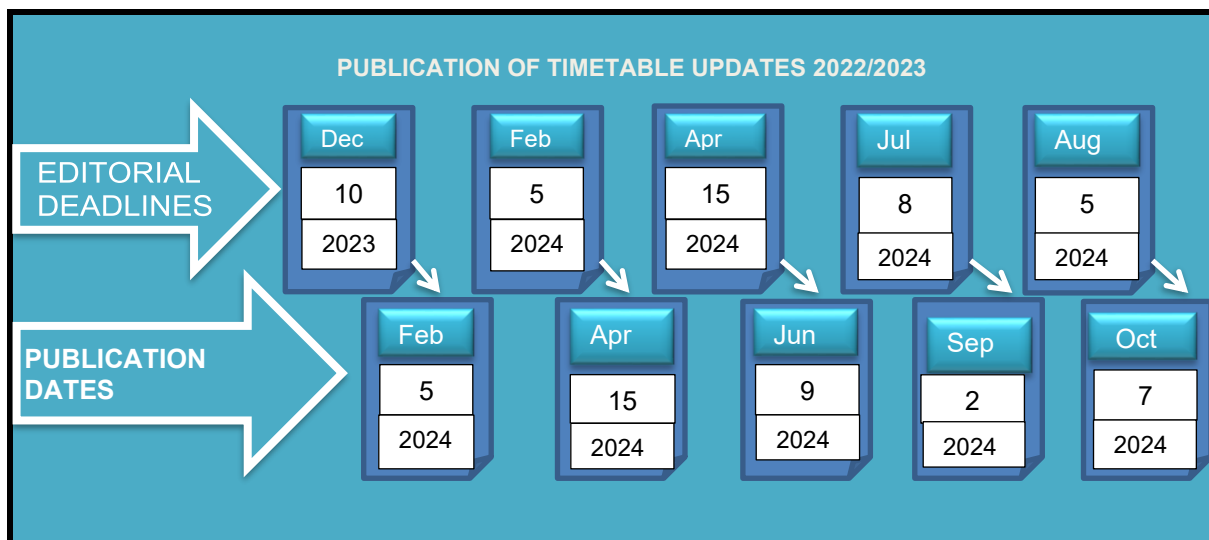 PUBLICATION OF TIMETABLE UPDATES 2022/2023
EDITORIAL
DEADLINES
Dec
10
2023
Feb
5
2024
Apr
15
2024
Jul
8
2024
Aug
5
2024
PUBLICATION
DATES
Feb
5
2024
Apr
15
2024
Jun
9
2024
Sep
2
2024
Oct
7
2024